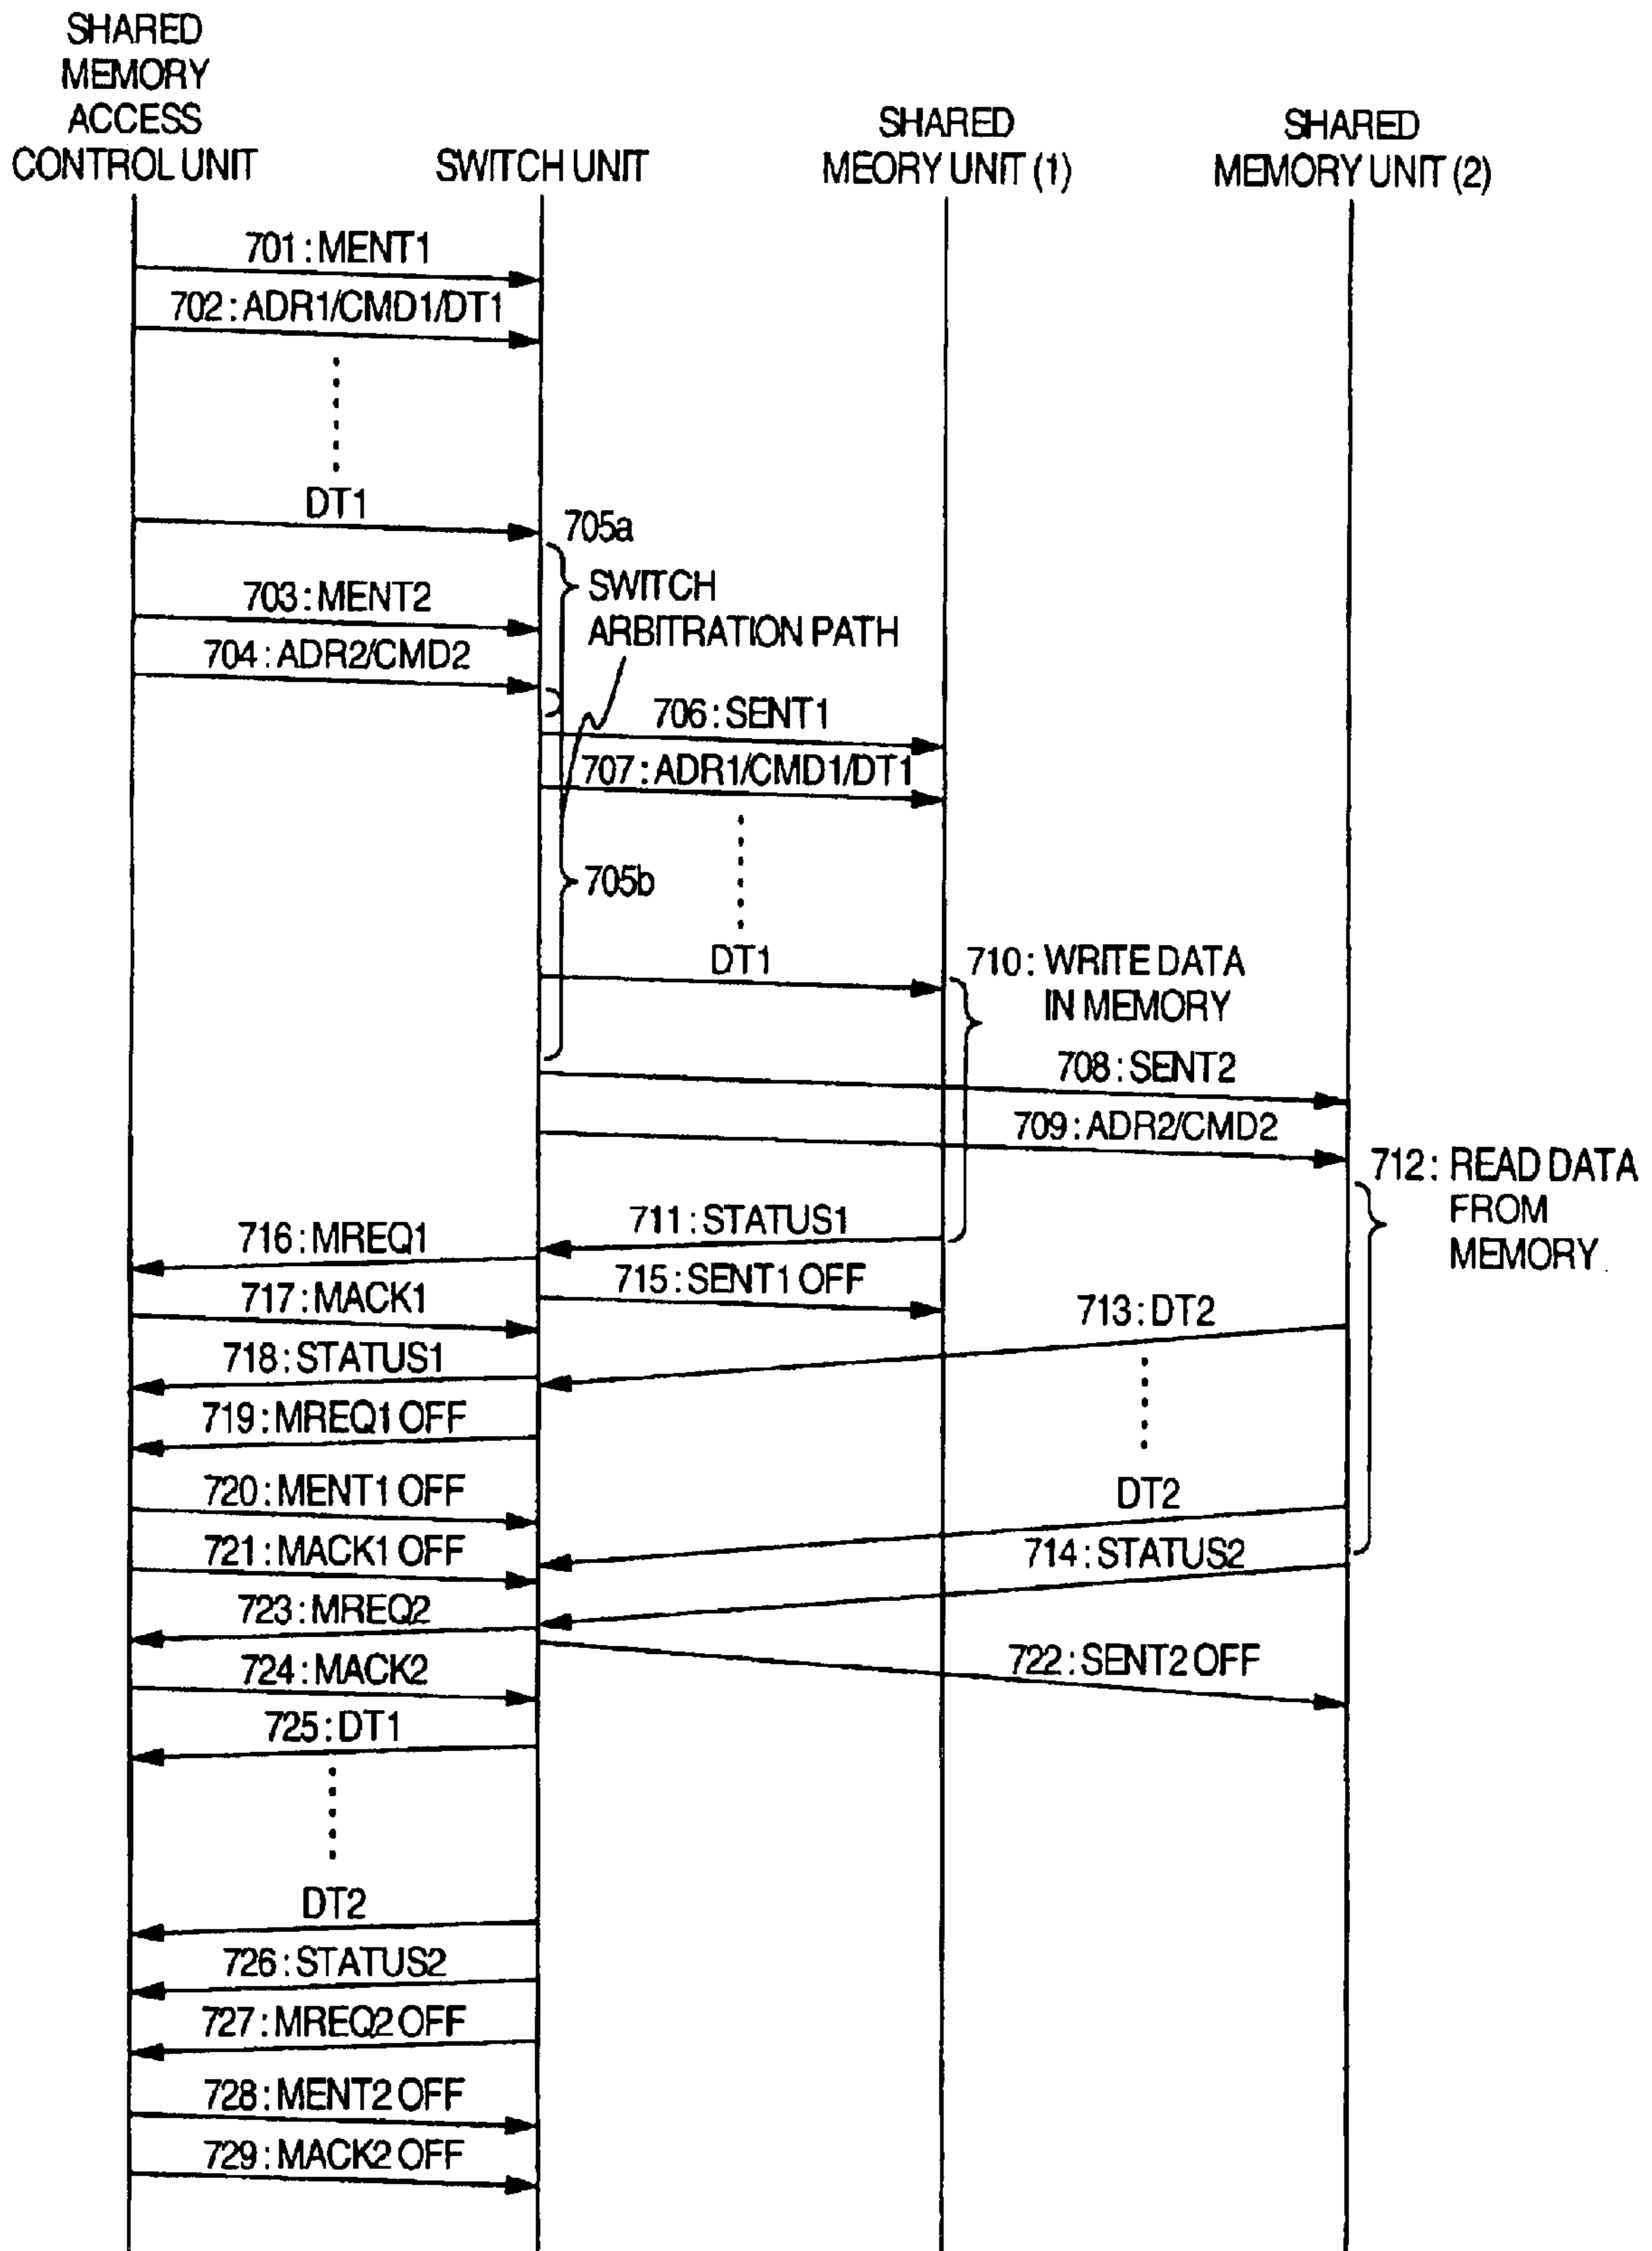 SHARED
MEMORY
ACCESS
CONTROL UNIT
SWITCH UNIT
SHARED
MEORY UNIT (1)
SHARED
MEMORY UNIT (2)
701 : MENT1
702 : ADR1/CMD1/DT1
DT1
705a
SWITCH
ARBITRATION PATH
703 : MENT2
704 : ADR2/CMD2
706 : SENT1
707 : ADR1/CMD1/DT1
705b
DT1
710 : WRITE DATA
IN MEMORY
708 : SENT2
709 : ADR2/CMD2
712 : READ DATA
FROM
MEMORY
711 : STATUS1
716 : MREQ1
715 : SENT1 OFF
717 : MACK1
713 : DT2
718 : STATUS1
719 : MREQ1 OFF
720 : MENT1 OFF
DT2
721 : MACK1 OFF
714 : STATUS2
723 : MREQ2
722 : SENT2 OFF
724 : MACK2
725 : DT1
DT2
726 : STATUS2
727 : MREQ2 OFF
728 : MENT2 OFF
729 : MACK2 OFF